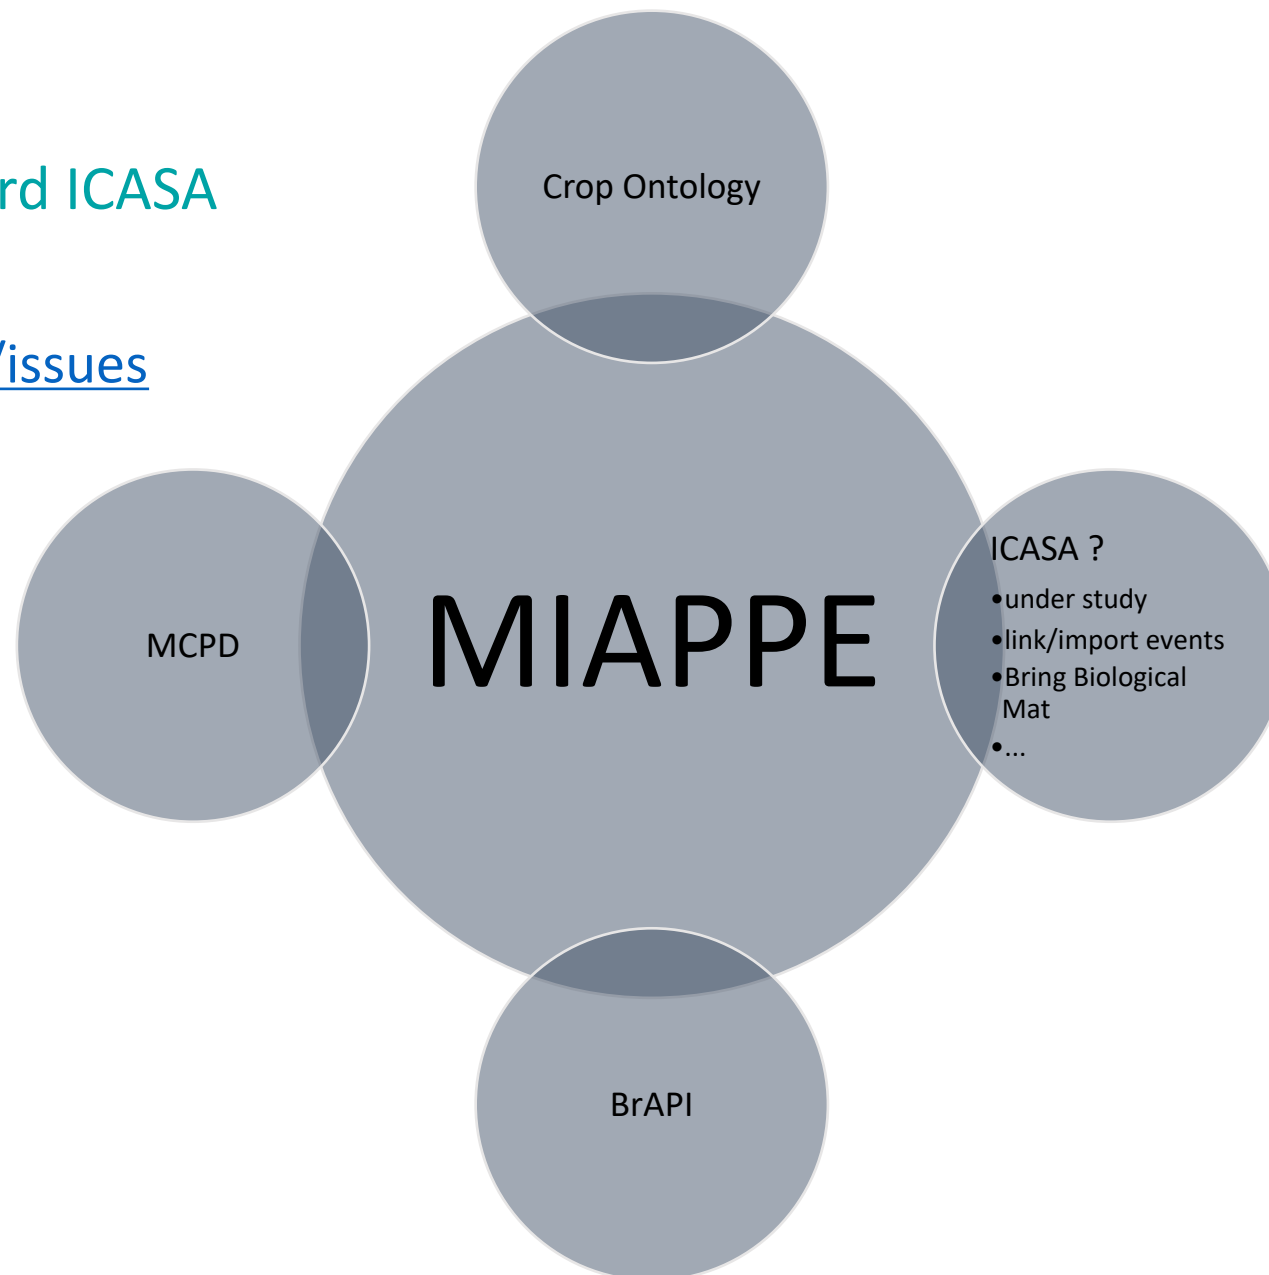 rd ICASA
/issues
Crop Ontology
MCPD
MIAPPE
ICASA ?
•under study
•link/import events
•Bring Biological
Mat
•...
BrAPI